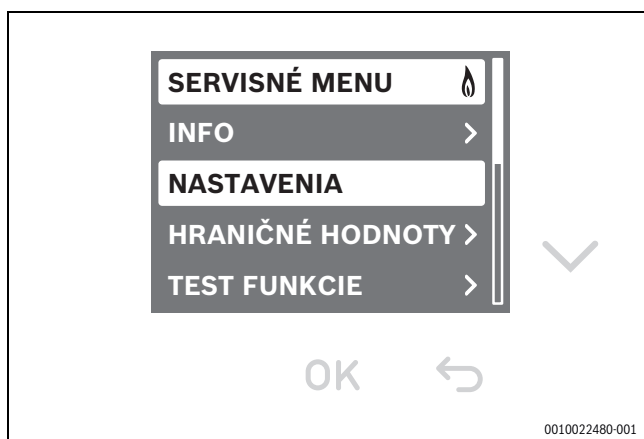 SERVISNÉ MENU
INFO >
NASTAVENIA
HRANIČNÉ HODNOTY >
TEST FUNKCIE >
OK
0010022480-001